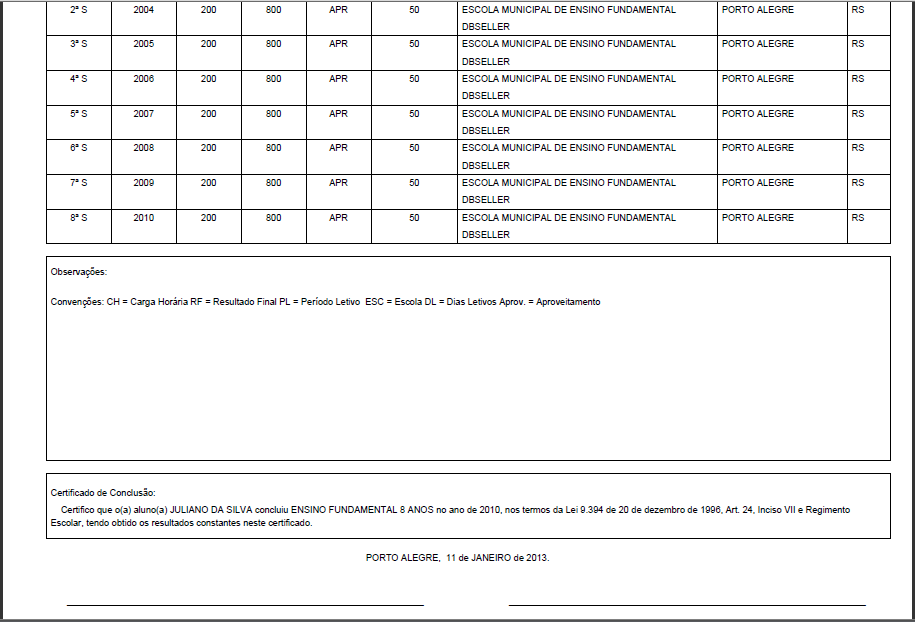 2ª S 2004 200 800 APR 50 ESCOLA MUNICIPAL DE ENSINO FUNDAMENTAL PORTO ALEGRE RS
DBSELLER
3ª S 2005 200 800 APR 50 ESCOLA MUNICIPAL DE ENSINO FUNDAMENTAL PORTO ALEGRE RS
DBSELLER
4ª S 2006 200 800 APR 50 ESCOLA MUNICIPAL DE ENSINO FUNDAMENTAL PORTO ALEGRE RS
DBSELLER
5ª S 2007 200 800 APR 50 ESCOLA MUNICIPAL DE ENSINO FUNDAMENTAL PORTO ALEGRE RS
DBSELLER
6ª S 2008 200 800 APR 50 ESCOLA MUNICIPAL DE ENSINO FUNDAMENTAL PORTO ALEGRE RS
DBSELLER
7ª S 2009 200 800 APR 50 ESCOLA MUNICIPAL DE ENSINO FUNDAMENTAL PORTO ALEGRE RS
DBSELLER
8ª S 2010 200 800 APR 50 ESCOLA MUNICIPAL DE ENSINO FUNDAMENTAL PORTO ALEGRE RS
DBSELLER
Observações:
Convenções: CH = Carga Horária RF = Resultado Final PL = Período Letivo ESC = Escola DL = Dias Letivos Aprov. = Aproveitamento
Certificado de Conclusão:
Certifico que o(a) aluno(a) JULIANO DA SILVA concluiu ENSINO FUNDAMENTAL 8 ANOS no ano de 2010, nos termos da Lei 9.394 de 20 de dezembro de 1996, Art. 24, Inciso VII e Regimento
Escolar, tendo obtido os resultados constantes neste certificado.
PORTO ALEGRE, 11 de JANEIRO de 2013.